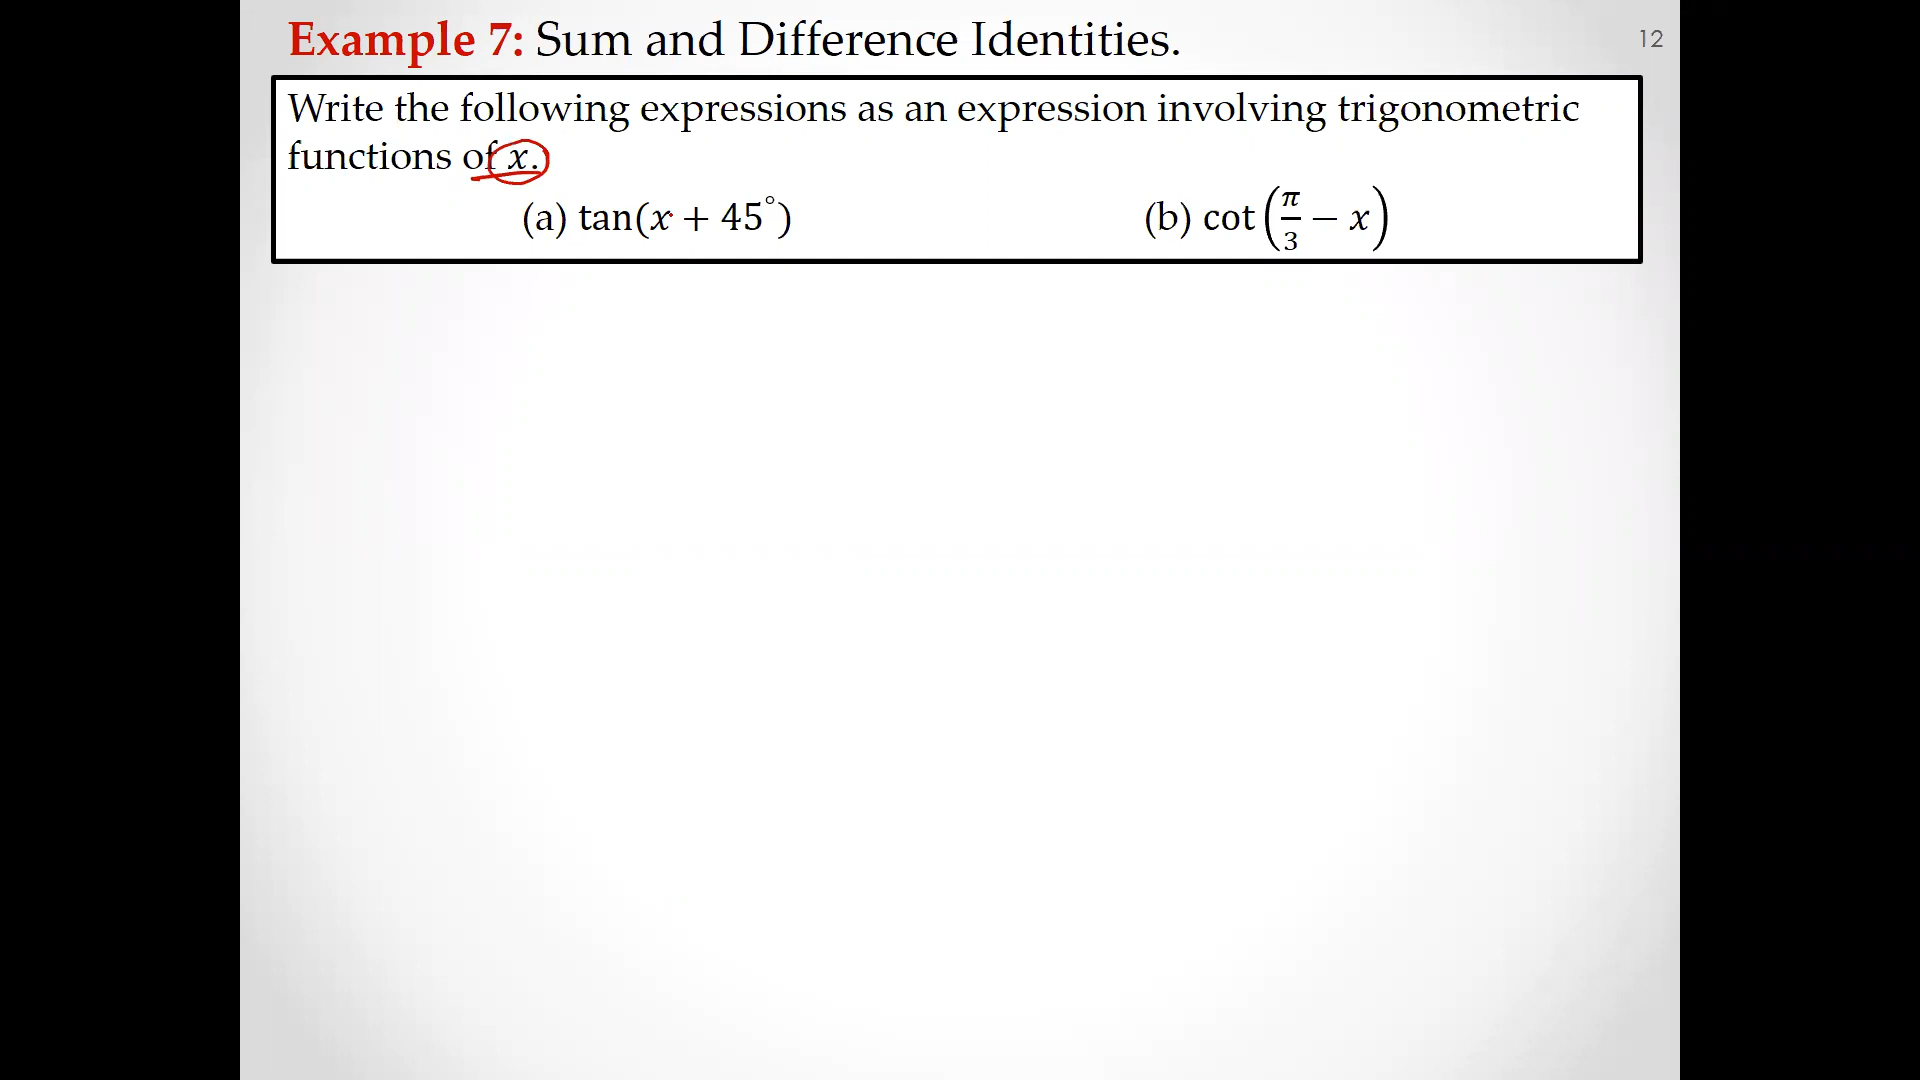 Example 7: Sum and Difference Identities.
12
Write the following expressions as an expression involving trigonometric
functions of x.
(a) tan(x + 45°) (b) cot(π/3 − x)